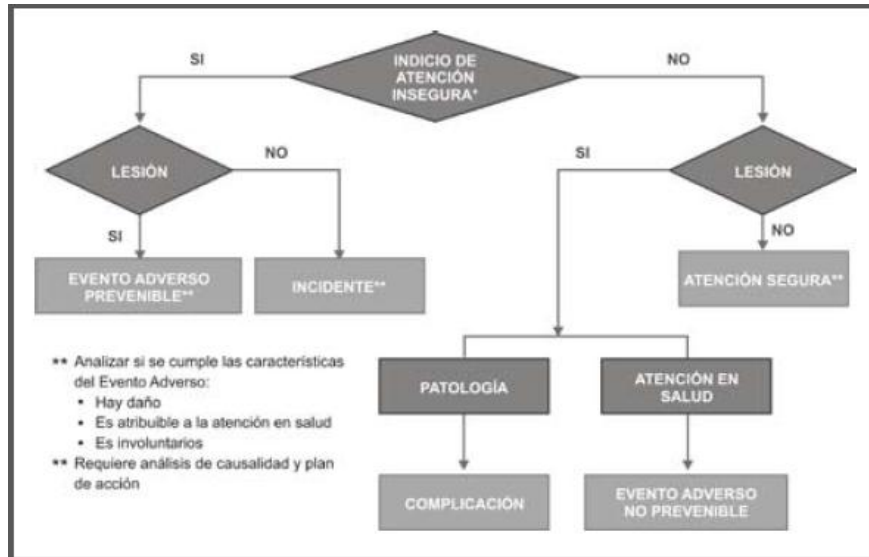 INDICIO DE
ATENCIÓN
INSEGURA*
SI
NO
LESIÓN
NO
SI
LESIÓN
SI
NO
EVENTO ADVERSO
PREVENIBLE**
INCIDENTE**
ATENCIÓN SEGURA**
** Analizar si se cumple las características
del Evento Adverso:
• Hay daño
• Es atribuible a la atención en salud
• Es involuntarios
** Requiere análisis de causalidad y plan
de acción
PATOLOGÍA
ATENCIÓN EN
SALUD
COMPLICACIÓN
EVENTO ADVERSO
NO PREVENIBLE